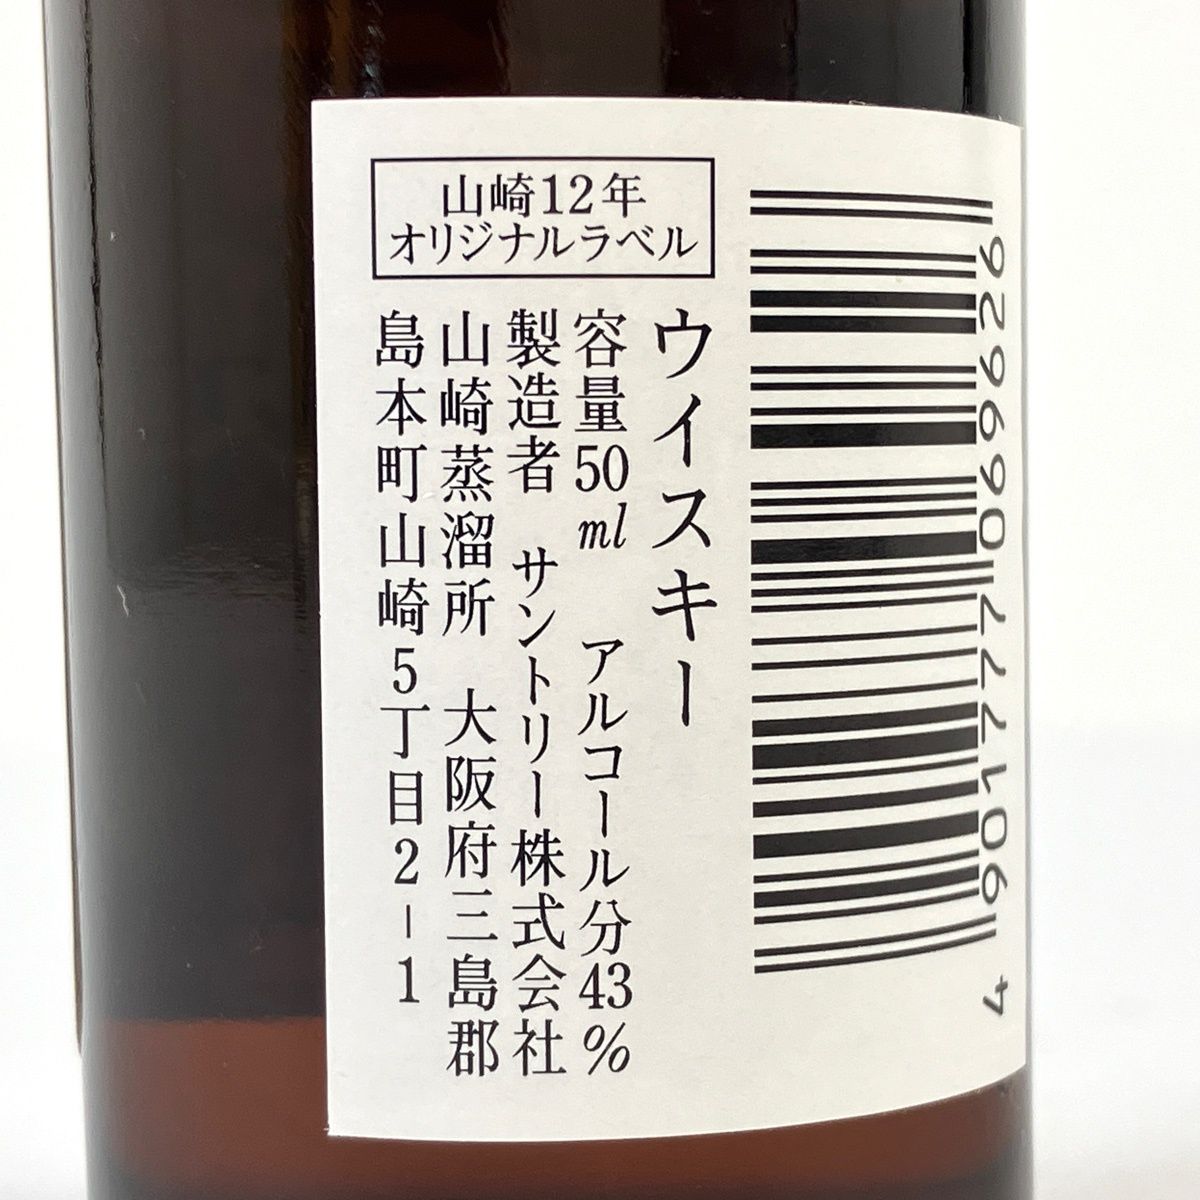 山崎12年
オリジナルラベル
ウイスキー
容量50ml アルコール分43%
製造者 サントリー株式会社
山崎蒸溜所 大阪府三島郡
島本町山崎5丁目2-1
4 901777 069626